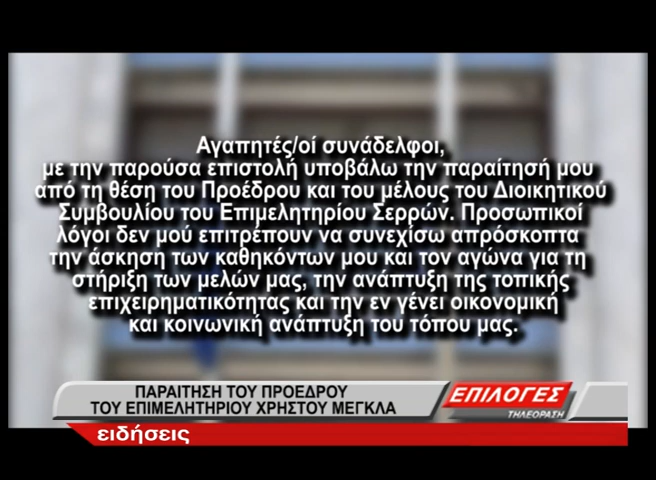 Αγαπητές/οί συνάδελφοι,
με την παρούσα επιστολή υποβάλω την παραίτησή μου
από τη θέση του Προέδρου και του μέλους του Διοικητικού
Συμβουλίου του Επιμελητηρίου Σερρών. Προσωπικοί
λόγοι δεν μού επιτρέπουν να συνεχίσω απρόσκοπτα
την άσκηση των καθηκόντων μου και τον αγώνα για τη
στήριξη των μελών μας, την ανάπτυξη της τοπικής
επιχειρηματικότητας και την εν γένει οικονομική
και κοινωνική ανάπτυξη του τόπου μας.
ΠΑΡΑΙΤΗΣΗ ΤΟΥ ΠΡΟΕΔΡΟΥ
ΤΟΥ ΕΠΙΜΕΛΗΤΗΡΙΟΥ ΧΡΗΣΤΟΥ ΜΕΓΚΛΑ
ΕΠΙΛΟΓΕΣ
ΤΗΛΕΟΡΑΣΗ
ειδήσεις